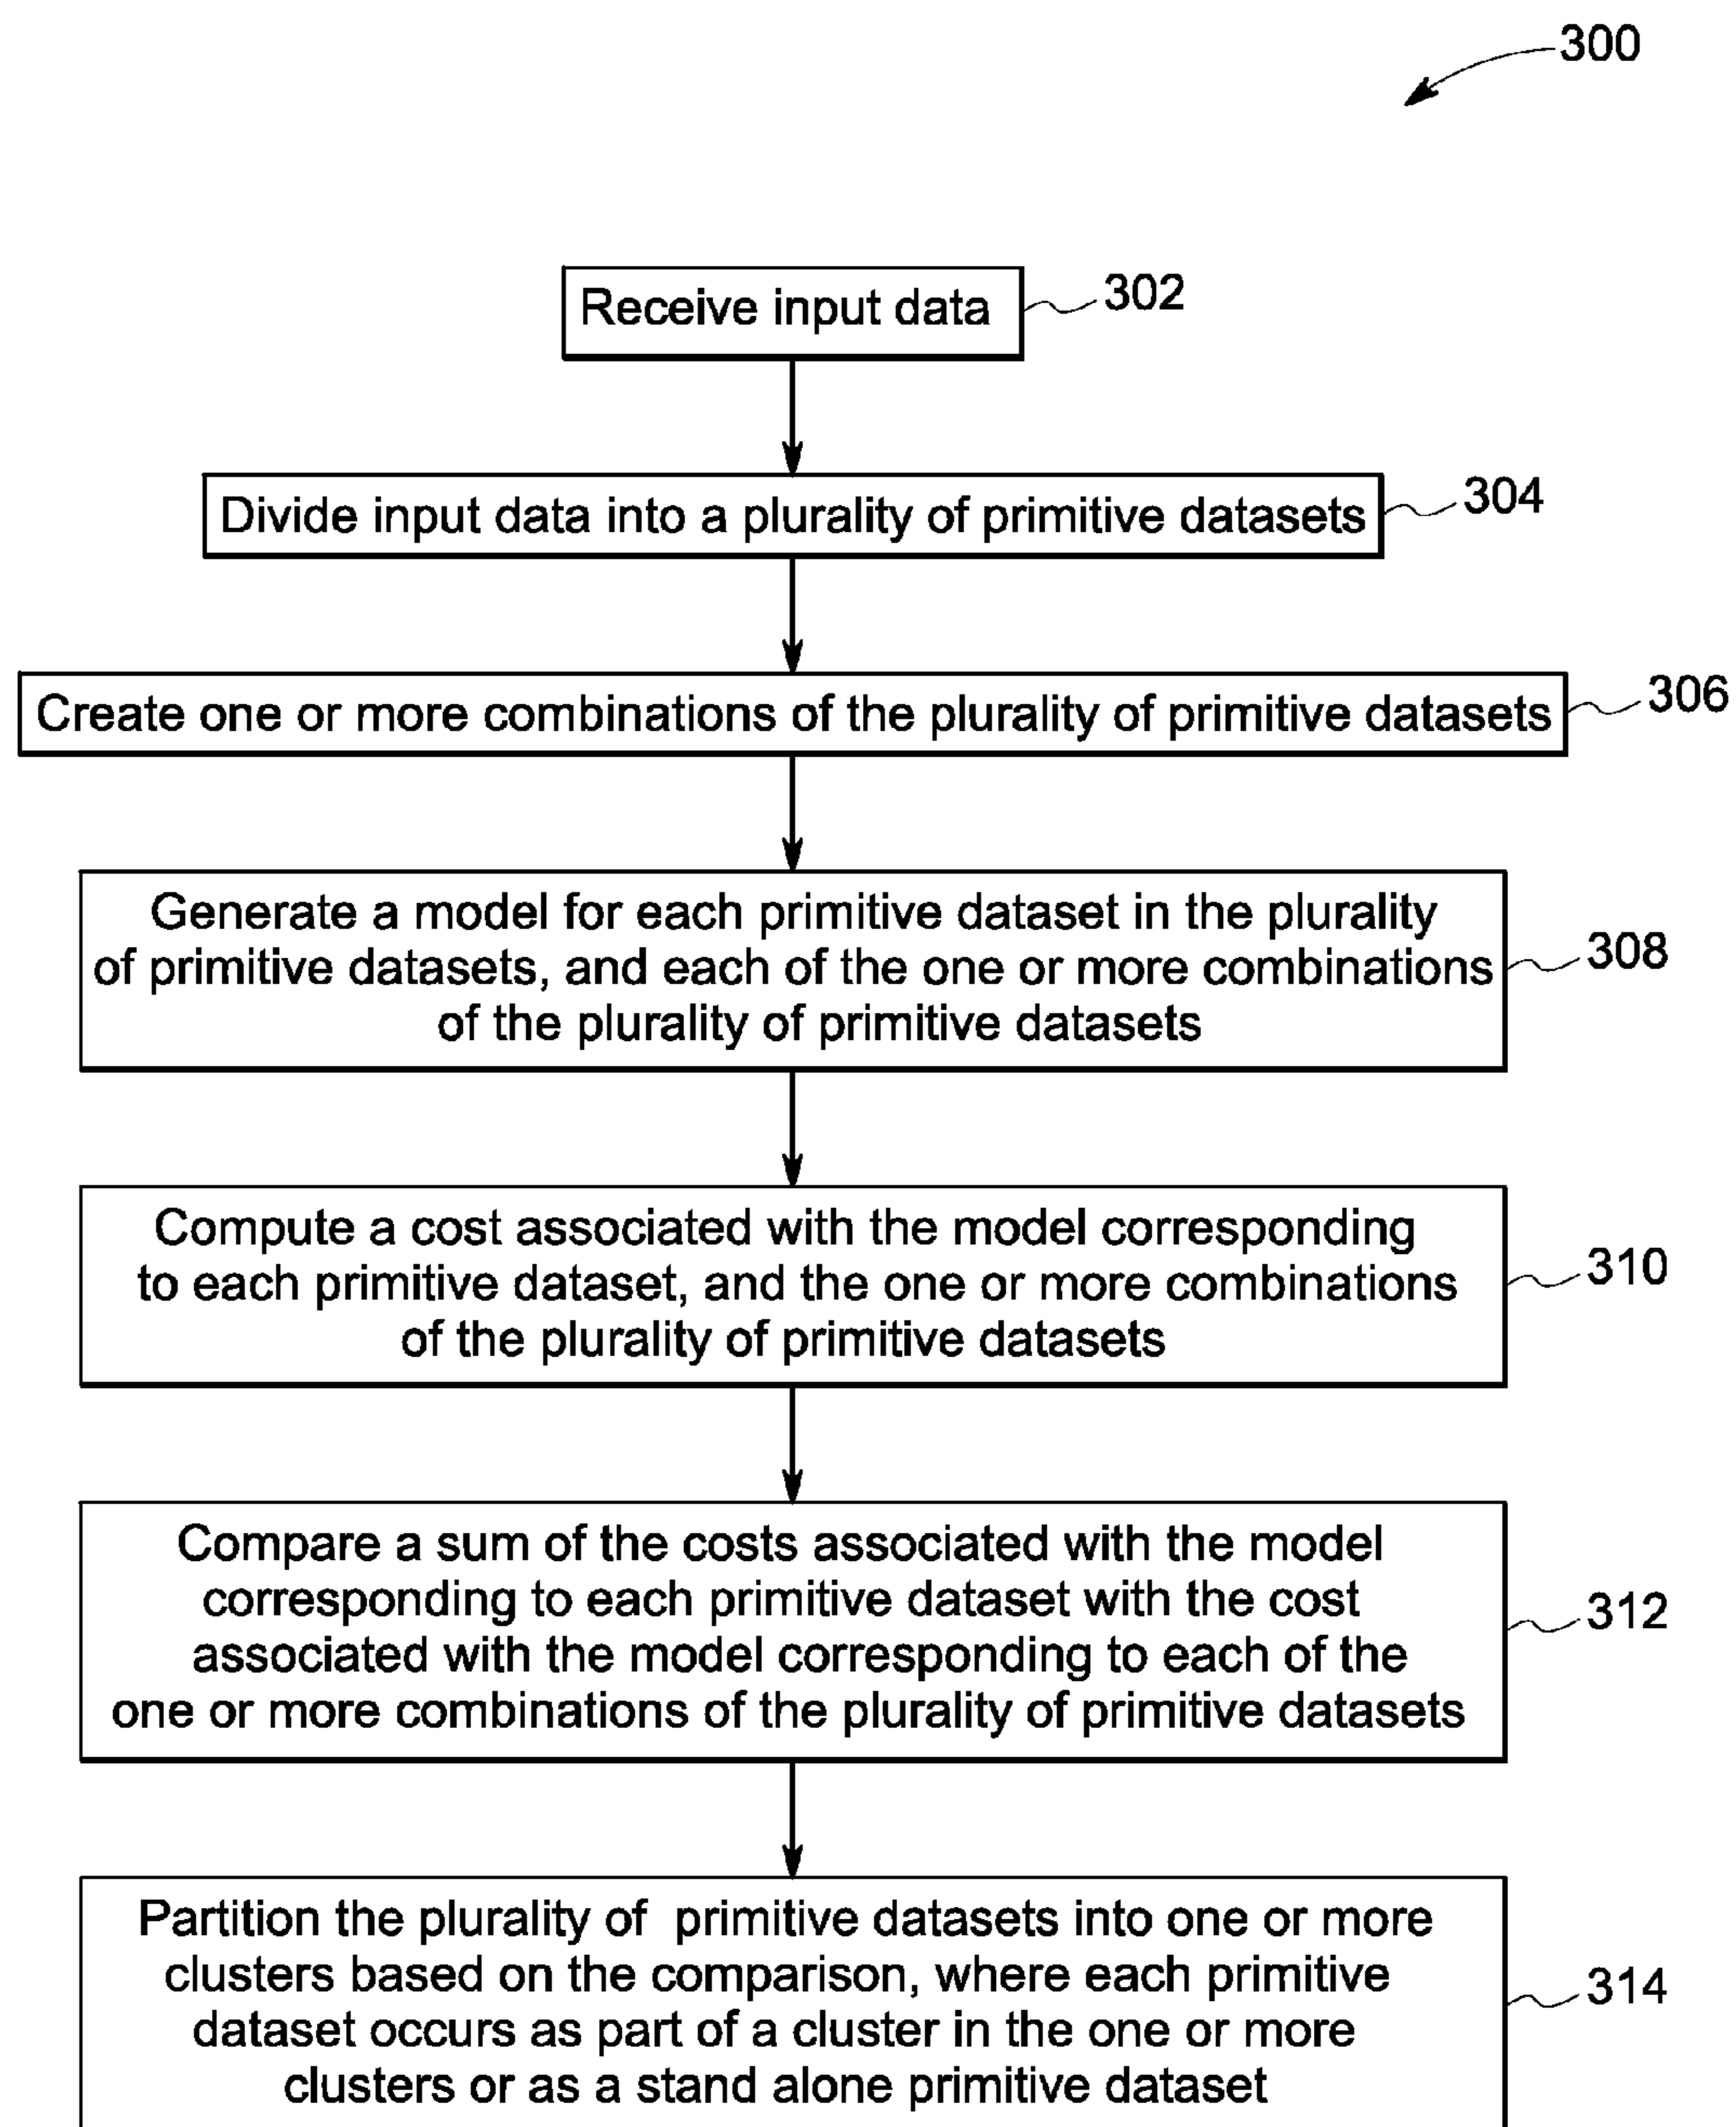 300
Receive input data
302
Divide input data into a plurality of primitive datasets
304
Create one or more combinations of the plurality of primitive datasets
306
Generate a model for each primitive dataset in the plurality
of primitive datasets, and each of the one or more combinations
of the plurality of primitive datasets
308
Compute a cost associated with the model corresponding
to each primitive dataset, and the one or more combinations
of the plurality of primitive datasets
310
Compare a sum of the costs associated with the model
corresponding to each primitive dataset with the cost
associated with the model corresponding to each of the
one or more combinations of the plurality of primitive datasets
312
Partition the plurality of primitive datasets into one or more
clusters based on the comparison, where each primitive
dataset occurs as part of a cluster in the one or more
clusters or as a stand alone primitive dataset
314